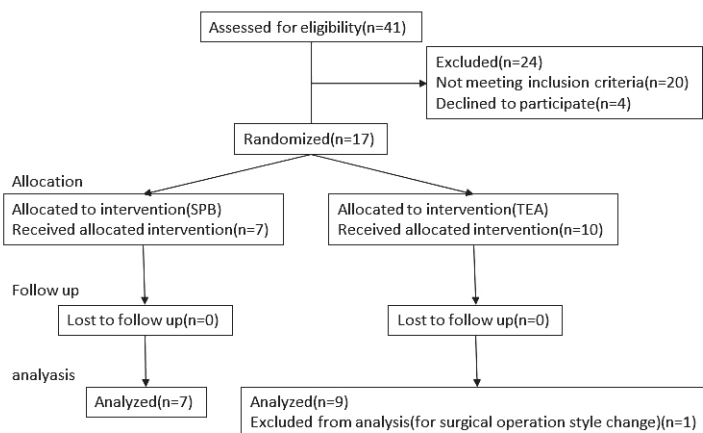 Assessed for eligibility(n=41)
Excluded(n=24)
Not meeting inclusion criteria(n=20)
Declined to participate(n=4)
Randomized(n=17)
Allocation
Allocated to intervention(SPB)
Received allocated intervention(n=7)
Allocated to intervention(TEA)
Received allocated intervention(n=10)
Follow up
Lost to follow up(n=0)
Lost to follow up(n=0)
analyasis
Analyzed(n=7)
Analyzed(n=9)
Excluded from analysis(for surgical operation style change)(n=1)